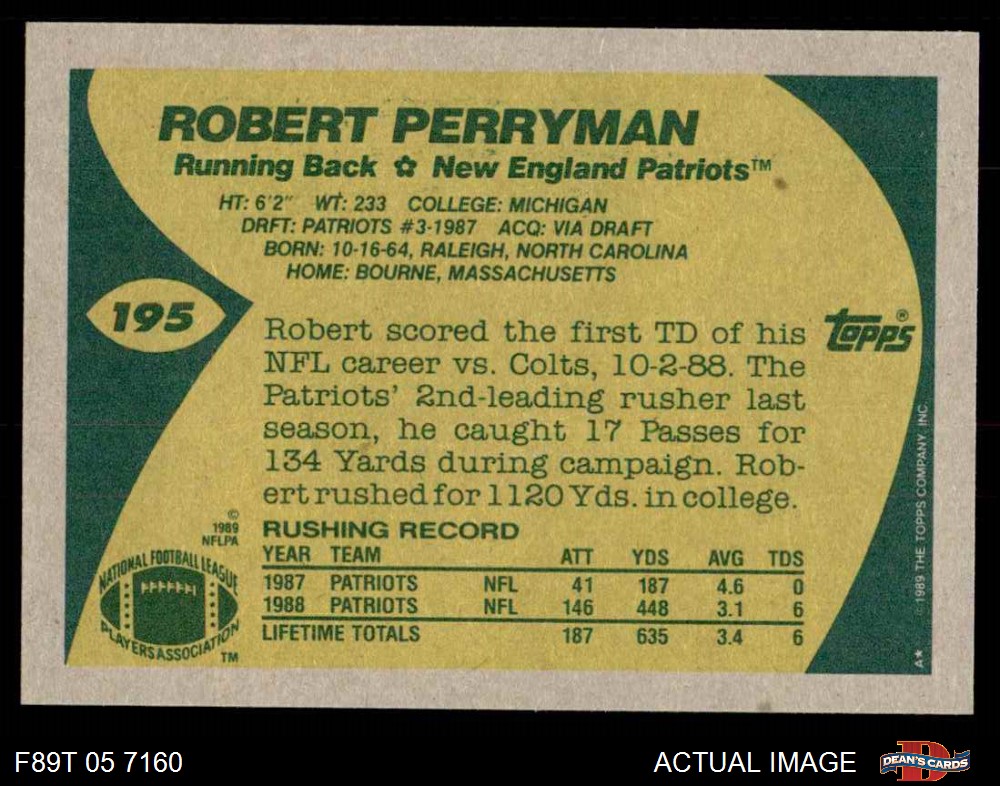 ROBERT PERRYMAN
Running Back ✿ New England Patriots™
HT: 6'2" WT: 233 COLLEGE: MICHIGAN
DRFT: PATRIOTS #3-1987 ACQ: VIA DRAFT
BORN: 10-16-64, RALEIGH, NORTH CAROLINA
HOME: BOURNE, MASSACHUSETTS
195
Robert scored the first TD of his
NFL career vs. Colts, 10-2-88. The
Patriots' 2nd-leading rusher last
season, he caught 17 Passes for
134 Yards during campaign. Rob-
ert rushed for 1120 Yds. in college.
topps®
©1989 THE TOPPS COMPANY, INC.
A★
©
1989
NFLPA
NATIONAL FOOTBALL LEAGUE
PLAYERS ASSOCIATION
TM
RUSHING RECORD
YEAR TEAM ATT YDS AVG TDS
1987 PATRIOTS NFL 41 187 4.6 0
1988 PATRIOTS NFL 146 448 3.1 6
LIFETIME TOTALS 187 635 3.4 6
F89T 05 7160
ACTUAL IMAGE
D
DEAN'S CARDS